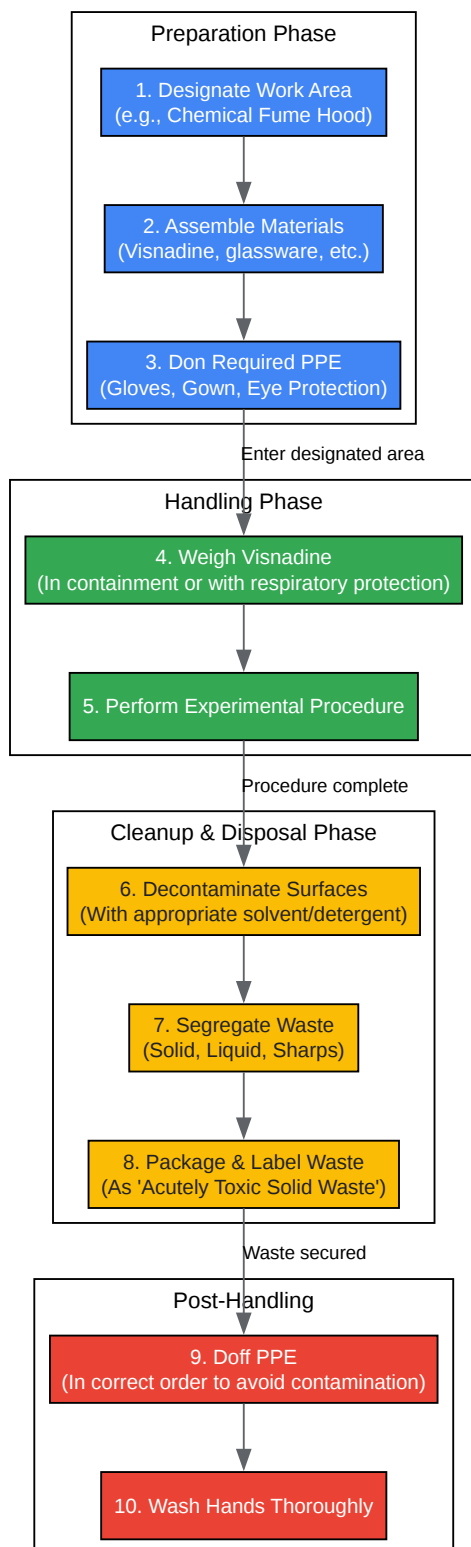 Preparation Phase
1. Designate Work Area
(e.g., Chemical Fume Hood)
2. Assemble Materials
(Visnadine, glassware, etc.)
3. Don Required PPE
(Gloves, Gown, Eye Protection)
Enter designated area
Handling Phase
4. Weigh Visnadine
(In containment or with respiratory protection)
5. Perform Experimental Procedure
Procedure complete
Cleanup & Disposal Phase
6. Decontaminate Surfaces
(With appropriate solvent/detergent)
7. Segregate Waste
(Solid, Liquid, Sharps)
8. Package & Label Waste
(As 'Acutely Toxic Solid Waste')
Waste secured
Post-Handling
9. Doff PPE
(In correct order to avoid contamination)
10. Wash Hands Thoroughly